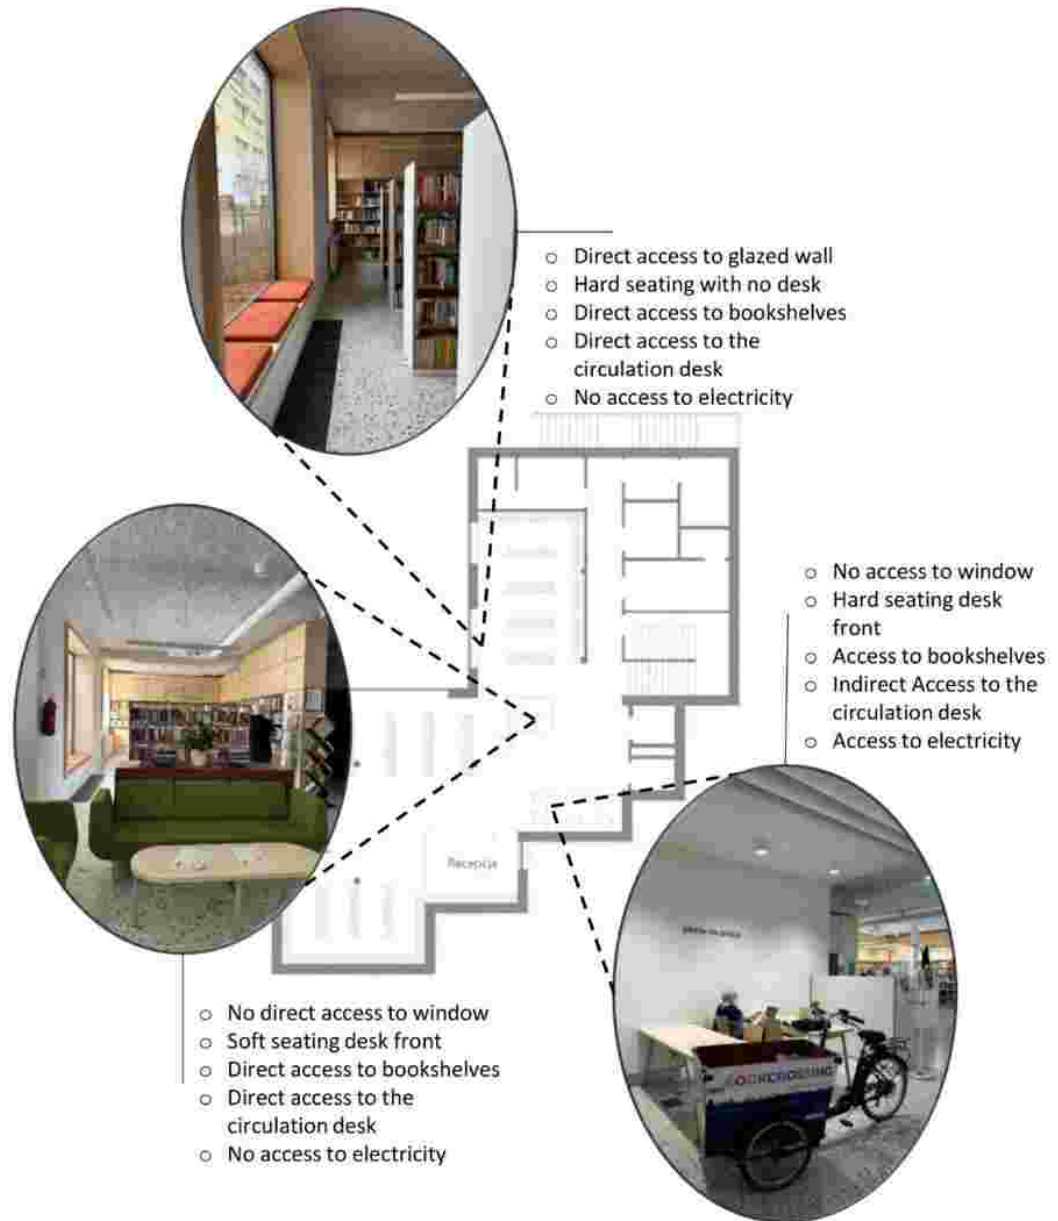 ○ Direct access to glazed wall
○ Hard seating with no desk
○ Direct access to bookshelves
○ Direct access to the
circulation desk
○ No access to electricity
○ No access to window
○ Hard seating desk
front
○ Access to bookshelves
○ Indirect Access to the
circulation desk
○ Access to electricity
Recepcja
○ No direct access to window
○ Soft seating desk front
○ Direct access to bookshelves
○ Direct access to the
circulation desk
○ No access to electricity
BOOKCROSSING